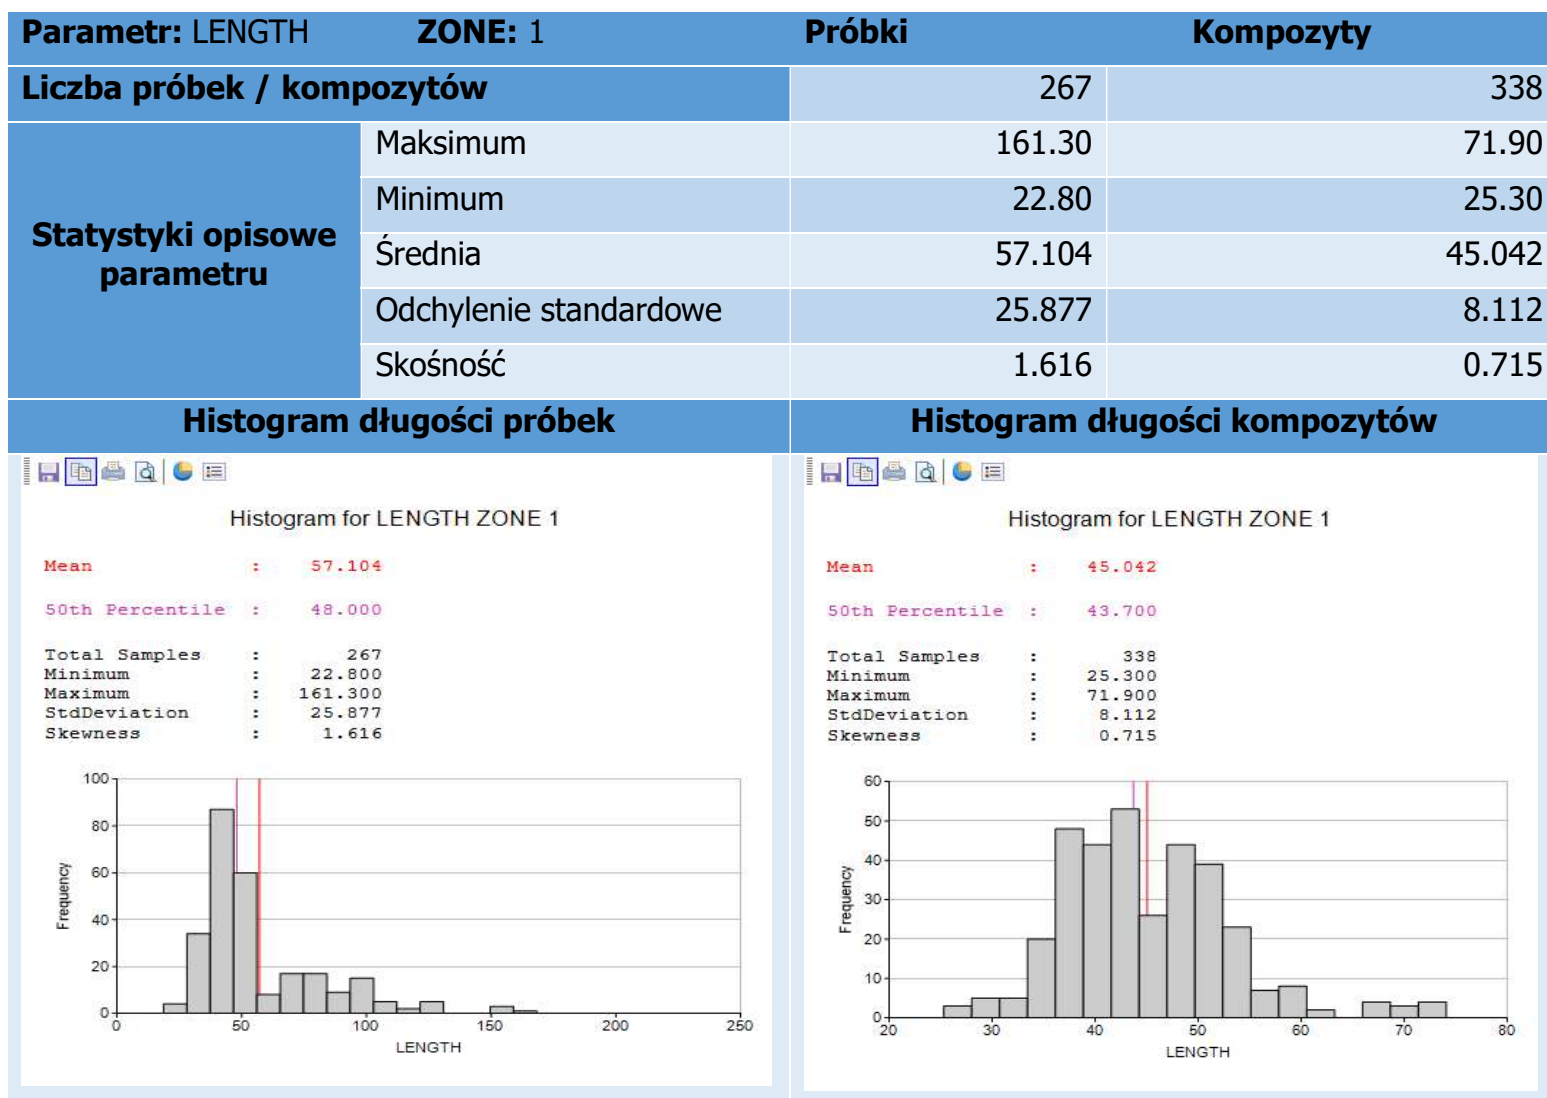 Parametr: LENGTH ZONE: 1 Próbki Kompozyty
Liczba próbek / kompozytów 267 338
Statystyki opisowe
parametru
Maksimum 161.30 71.90
Minimum 22.80 25.30
Średnia 57.104 45.042
Odchylenie standardowe 25.877 8.112
Skośność 1.616 0.715
Histogram długości próbek Histogram długości kompozytów
Histogram for LENGTH ZONE 1
Mean : 57.104
50th Percentile : 48.000
Total Samples : 267
Minimum : 22.800
Maximum : 161.300
StdDeviation : 25.877
Skewness : 1.616
100
80
60
40
20
0
Frequency
0 50 100 150 200 250
LENGTH
Histogram for LENGTH ZONE 1
Mean : 45.042
50th Percentile : 43.700
Total Samples : 338
Minimum : 25.300
Maximum : 71.900
StdDeviation : 8.112
Skewness : 0.715
60
50
40
30
20
10
0
Frequency
20 30 40 50 60 70 80
LENGTH